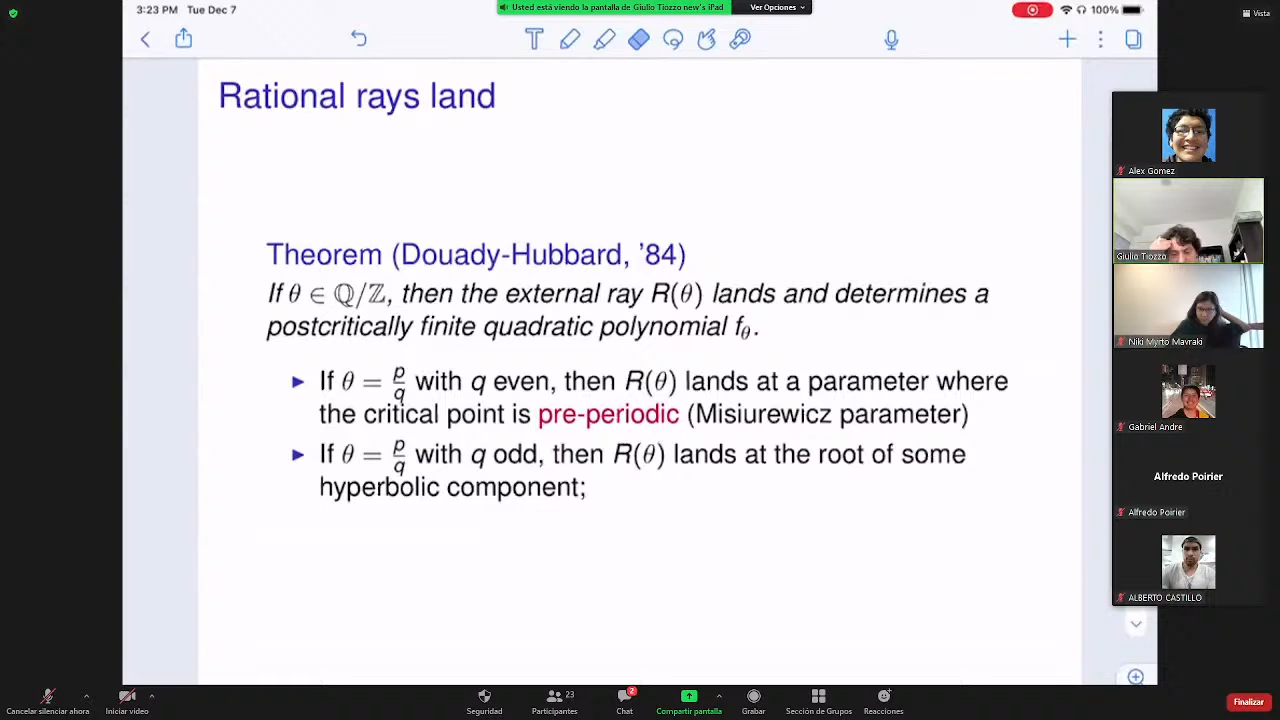 3:23 PM Tue Dec 7
Usted está viendo la pantalla de Giulio Tiozzo new's iPad
Ver Opciones
100%
Vista
Rational rays land
Theorem (Douady-Hubbard, '84)
If θ ∈ ℚ/ℤ, then the external ray R(θ) lands and determines a
postcritically finite quadratic polynomial f_θ.
► If θ = p/q with q even, then R(θ) lands at a parameter where
the critical point is pre-periodic (Misiurewicz parameter)
► If θ = p/q with q odd, then R(θ) lands at the root of some
hyperbolic component;
Alex Gomez
Giulio Tiozzo
Niki Myrto Mavraki
Gabriel Andre
Alfredo Poirier
Alfredo Poirier
ALBERTO CASTILLO
Cancelar silenciar ahora
Iniciar video
Seguridad
23
Participantes
2
Chat
Compartir pantalla
Grabar
Sección de Grupos
Reacciones
Finalizar